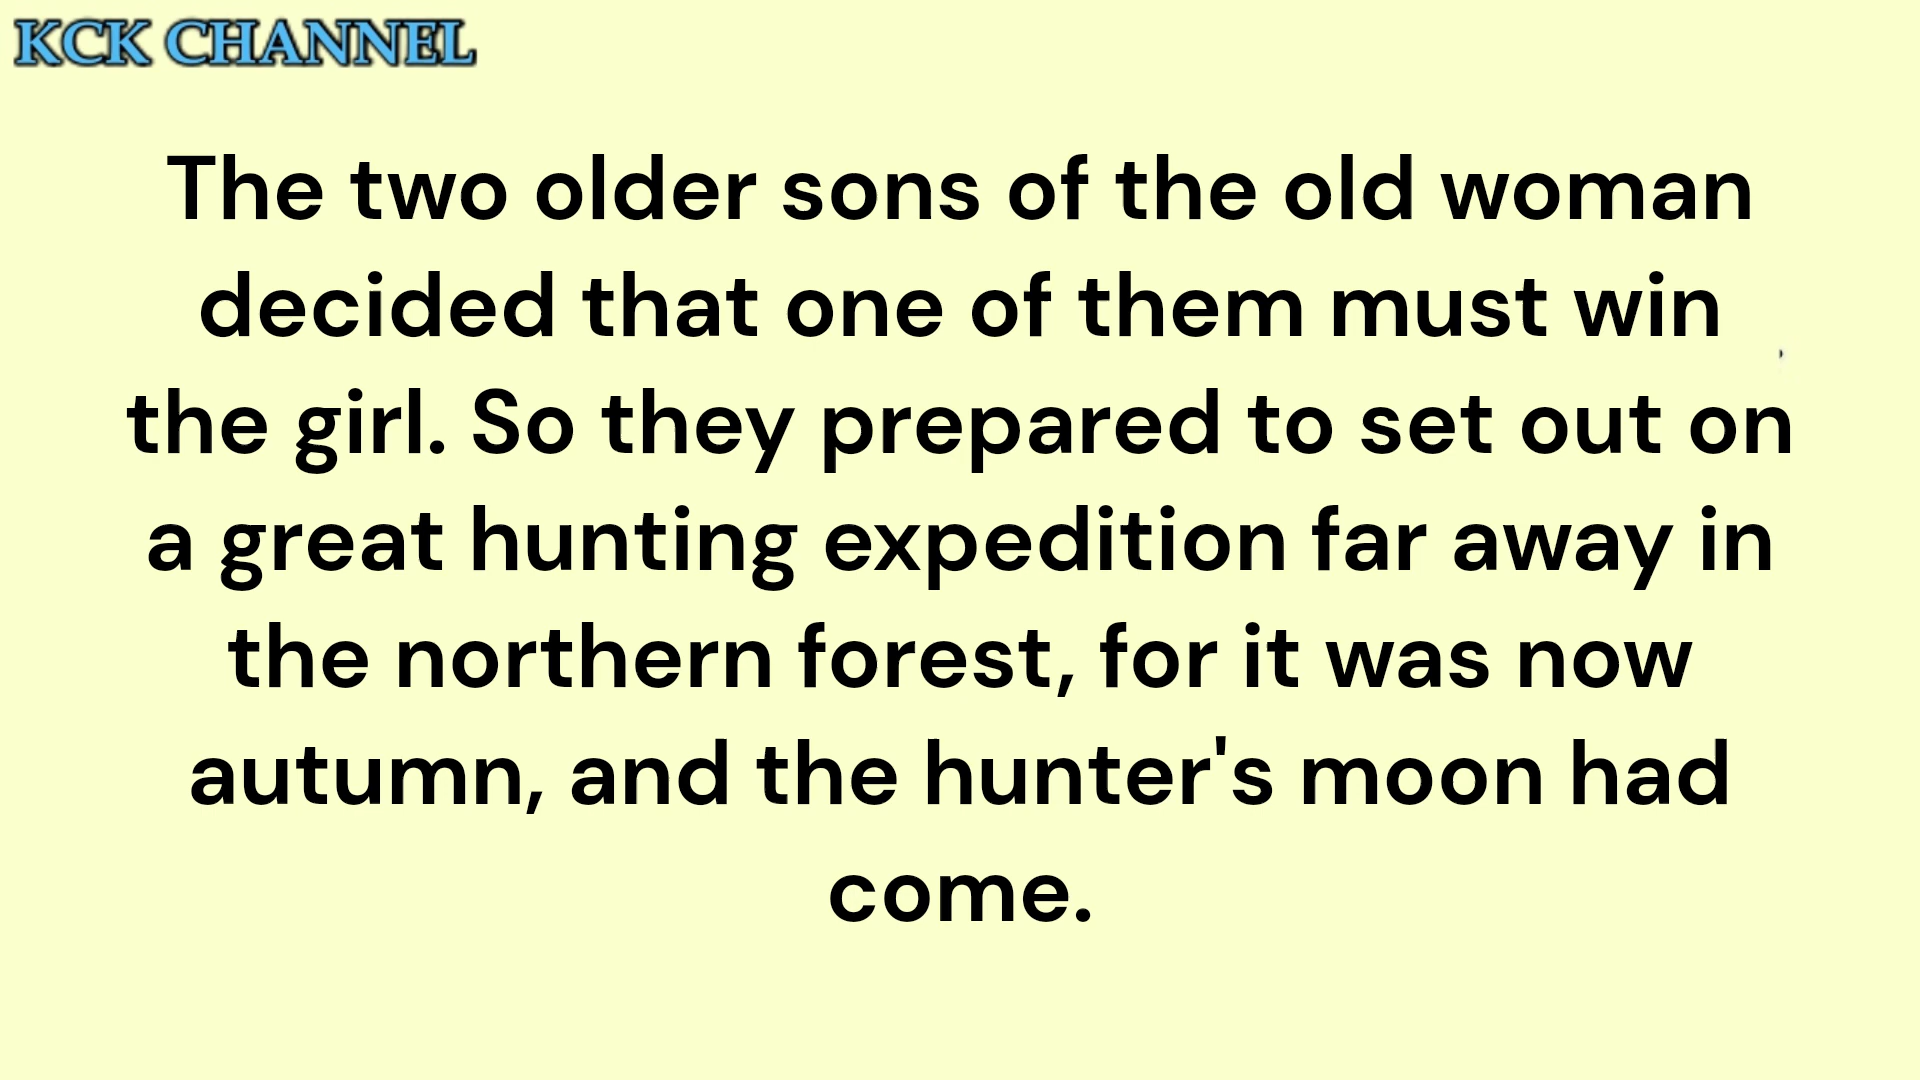 KCK CHANNEL
The two older sons of the old woman
decided that one of them must win
the girl. So they prepared to set out on
a great hunting expedition far away in
the northern forest, for it was now
autumn, and the hunter's moon had
come.